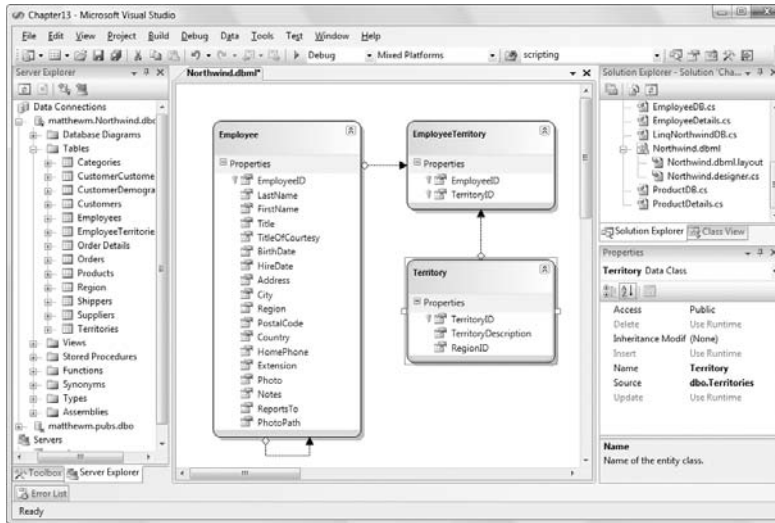 Chapter13 - Microsoft Visual Studio
File Edit View Project Build Debug Data Tools Test Window Help
Debug Mixed Platforms scripting
Server Explorer
Data Connections
matthewm.Northwind.dbo
Database Diagrams
Tables
Categories
CustomerCustome
CustomerDemogra
Customers
Employees
EmployeeTerritorie
Order Details
Orders
Products
Region
Shippers
Suppliers
Territories
Views
Stored Procedures
Functions
Synonyms
Types
Assemblies
matthewm.pubs.dbo
Servers
Toolbox Server Explorer
Error List
Ready
Northwind.dbml*
Employee
Properties
EmployeeID
LastName
FirstName
Title
TitleOfCourtesy
BirthDate
HireDate
Address
City
Region
PostalCode
Country
HomePhone
Extension
Photo
Notes
ReportsTo
PhotoPath
EmployeeTerritory
Properties
EmployeeID
TerritoryID
Territory
Properties
TerritoryID
TerritoryDescription
RegionID
Solution Explorer - Solution 'Cha...
EmployeeDB.cs
EmployeeDetails.cs
LinqNorthwindDB.cs
Northwind.dbml
Northwind.dbml.layout
Northwind.designer.cs
ProductDB.cs
ProductDetails.cs
Solution Explorer Class View
Properties
Territory Data Class
Access Public
Delete Use Runtime
Inheritance Modif (None)
Insert Use Runtime
Name Territory
Source dbo.Territories
Update Use Runtime
Name
Name of the entity class.